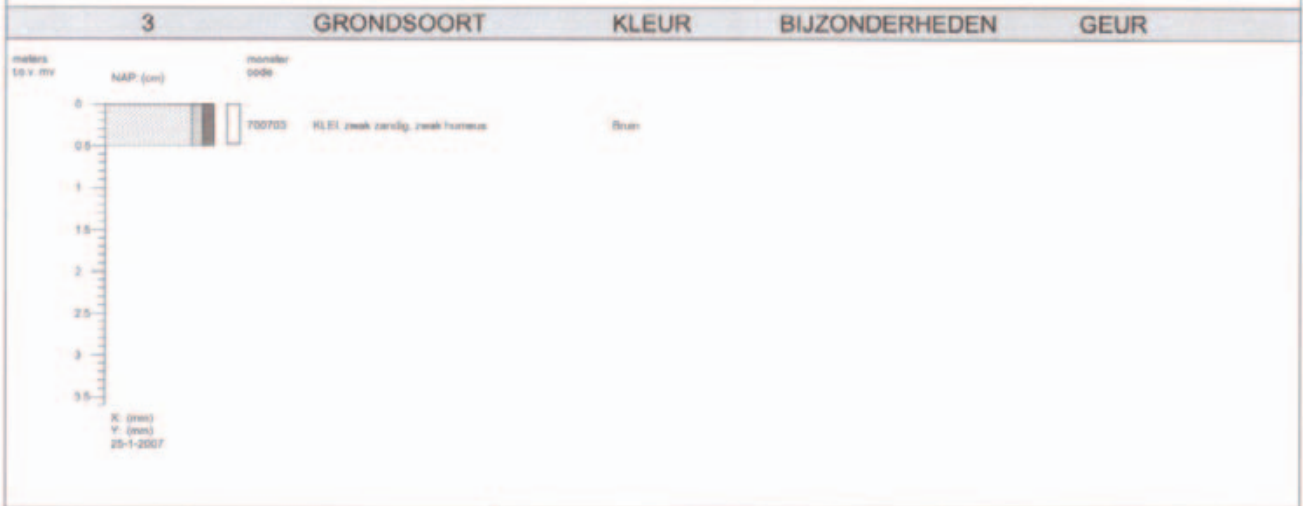 3 GRONDSOORT KLEUR BIJZONDERHEDEN GEUR
meters monster
t.o.v. mv NAP: (cm) code
0
700703 KLEI, zwak zandig, zwak humeus Bruin
0.5
1
1.5
2
2.5
3
3.5
X: (mm)
Y: (mm)
25-1-2007